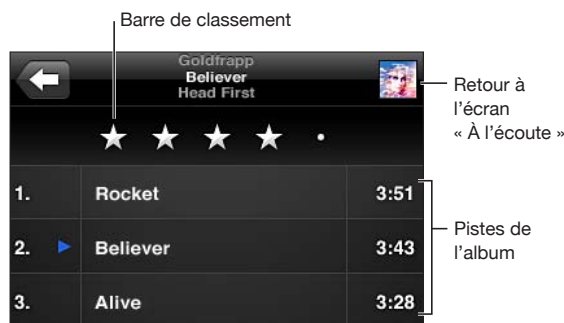 Barre de classement
Goldfrapp
Believer
Head First
Retour à
l'écran
« À l'écoute »
1. Rocket 3:51
2. Believer 3:43
3. Alive 3:28
Pistes de
l'album